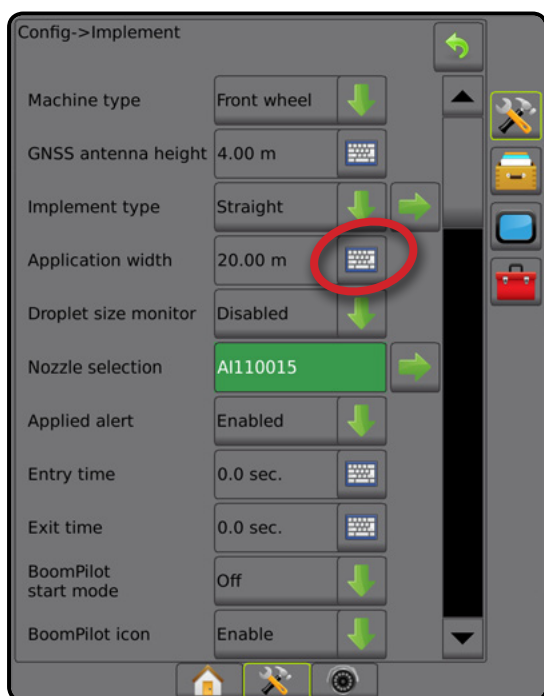 Config->Implement
Machine type Front wheel
GNSS antenna height 4.00 m
Implement type Straight
Application width 20.00 m
Droplet size monitor Disabled
Nozzle selection AI110015
Applied alert Enabled
Entry time 0.0 sec.
Exit time 0.0 sec.
BoomPilot
start mode Off
BoomPilot icon Enable